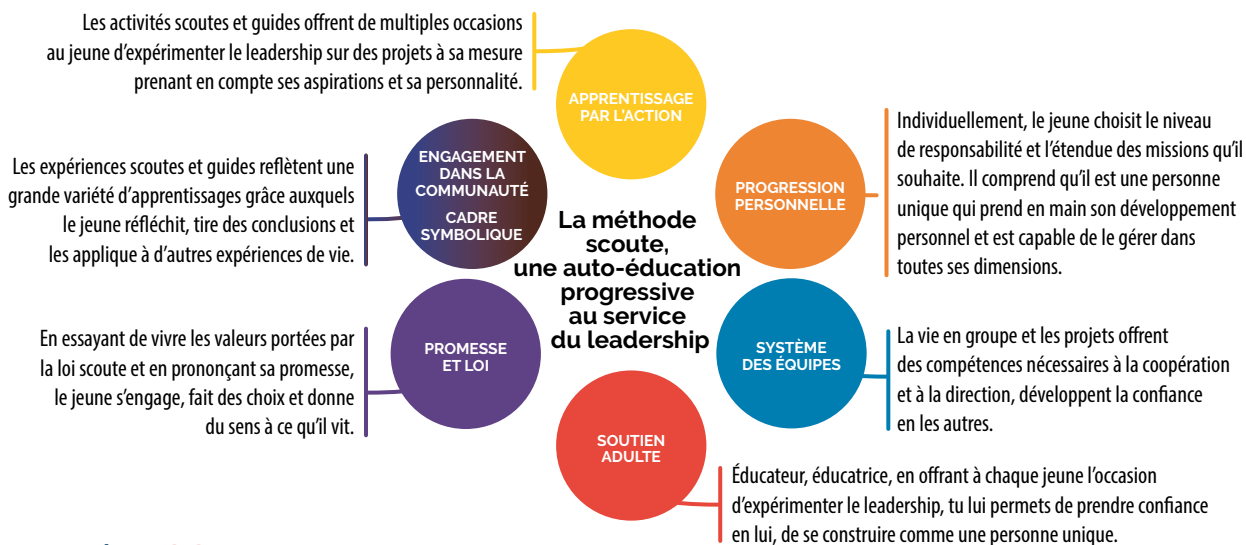 Les activités scoutes et guides offrent de multiples occasions
au jeune d’expérimenter le leadership sur des projets à sa mesure
prenant en compte ses aspirations et sa personnalité.
APPRENTISSAGE
PAR L’ACTION
Les expériences scoutes et guides reflètent une
grande variété d’apprentissages grâce auxquels
le jeune réfléchit, tire des conclusions et
les applique à d’autres expériences de vie.
ENGAGEMENT
DANS LA
COMMUNAUTÉ
CADRE
SYMBOLIQUE
PROGRESSION
PERSONNELLE
Individuellement, le jeune choisit le niveau
de responsabilité et l’étendue des missions qu’il
souhaite. Il comprend qu’il est une personne
unique qui prend en main son développement
personnel et est capable de le gérer dans
toutes ses dimensions.
La méthode
scoute,
une auto-éducation
progressive
au service
du leadership
En essayant de vivre les valeurs portées par
la loi scoute et en prononçant sa promesse,
le jeune s’engage, fait des choix et donne
du sens à ce qu’il vit.
PROMESSE
ET LOI
SYSTÈME
DES ÉQUIPES
La vie en groupe et les projets offrent
des compétences nécessaires à la coopération
et à la direction, développent la confiance
en les autres.
SOUTIEN
ADULTE
Éducateur, éducatrice, en offrant à chaque jeune l’occasion
d’expérimenter le leadership, tu lui permets de prendre confiance
en lui, de se construire comme une personne unique.